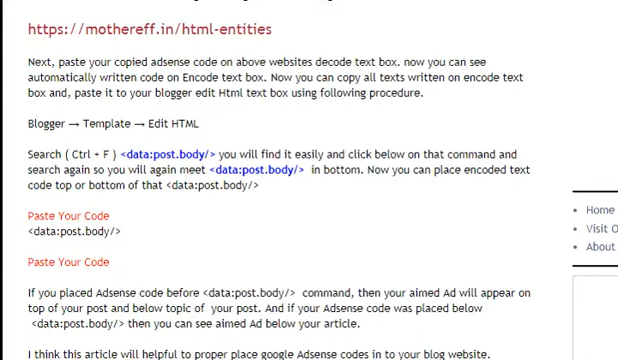 https://mothereff.in/html-entities
Next, paste your copied adsense code on above websites decode text box. now you can see
automatically written code on Encode text box. Now you can copy all texts written on encode text
box and, paste it to your blogger edit Html text box using following procedure.
Blogger → Template → Edit HTML
Search ( Ctrl + F ) <data:post.body/> you will find it easily and click below on that command and
search again so you will again meet <data:post.body/> in bottom. Now you can place encoded text
code top or bottom of that <data:post.body/>
Paste Your Code
<data:post.body/>
Paste Your Code
If you placed Adsense code before <data:post.body/> command, then your aimed Ad will appear on
top of your post and below topic of your post. And if your Adsense code was placed below
<data:post.body/> then you can see aimed Ad below your article.
I think this article will helpful to proper place google Adsense codes in to your blog website.
Home
Visit O
About